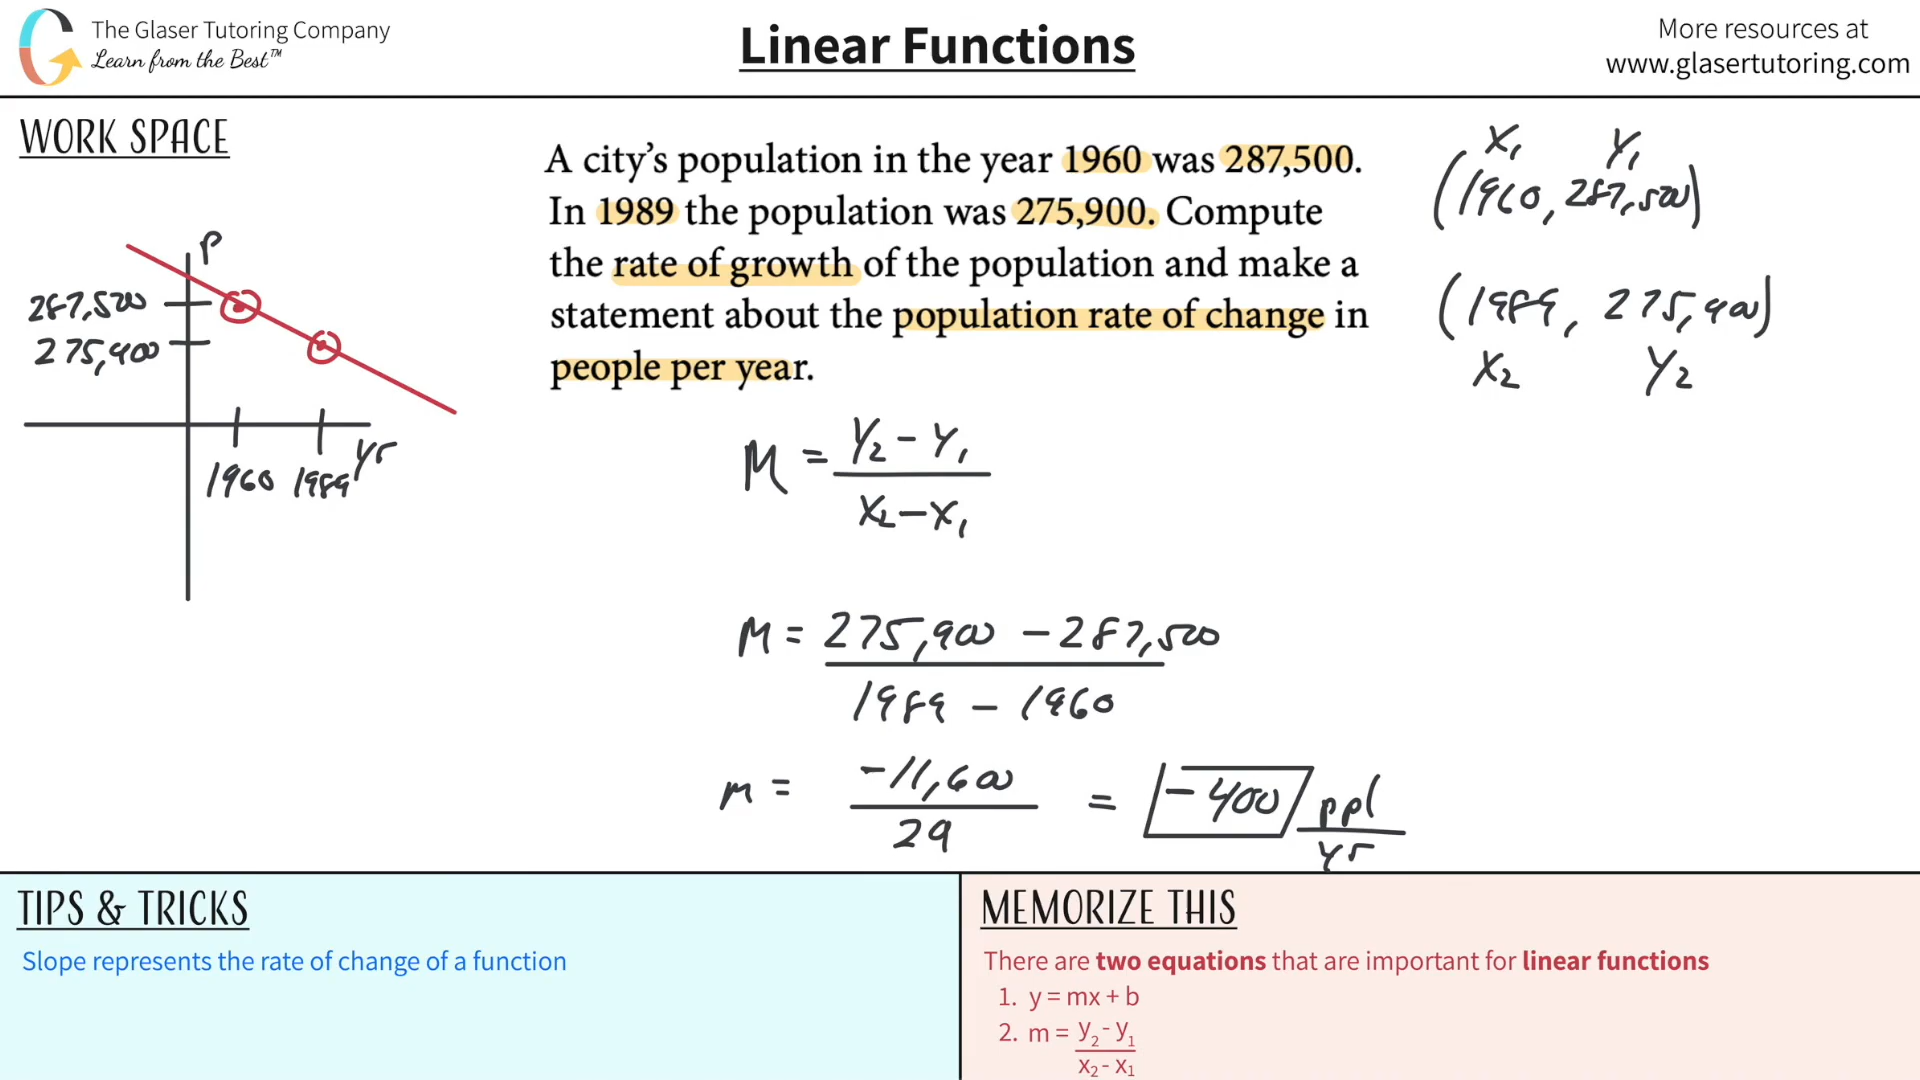 The Glaser Tutoring Company
Learn from the Best™
Linear Functions
More resources at
www.glasertutoring.com
WORK SPACE
A city's population in the year 1960 was 287,500.
In 1989 the population was 275,900. Compute
the rate of growth of the population and make a
statement about the population rate of change in
people per year.
X₁ Y₁
(1960, 287,500)
(1989, 275,900)
X₂ Y₂
P
287,500
275,900
yr
1960 1989
M = Y₂ - Y₁
X₂ - X₁
M = 275,900 - 287,500
1989 - 1960
m = -11,600 = -400 ppl
29 yr
TIPS & TRICKS
Slope represents the rate of change of a function
MEMORIZE THIS
There are two equations that are important for linear functions
1. y = mx + b
2. m = y₂ - y₁
x₂ - x₁